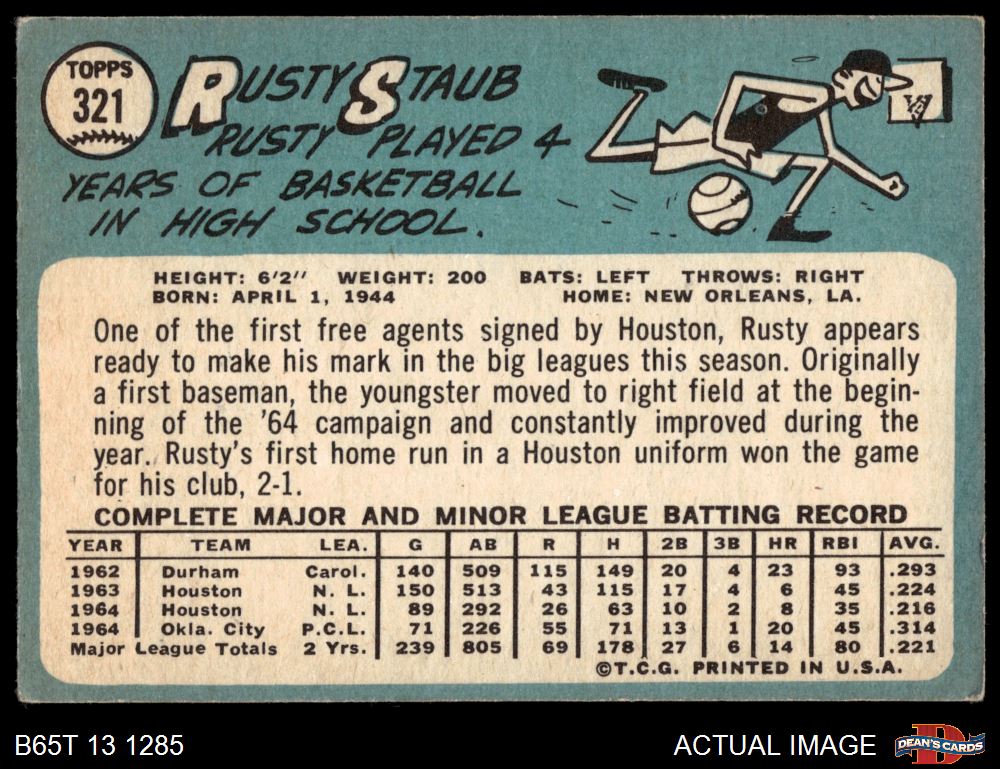 TOPPS
321
RUSTY STAUB
RUSTY PLAYED 4
YEARS OF BASKETBALL
IN HIGH SCHOOL.
HEIGHT: 6'2" WEIGHT: 200 BATS: LEFT THROWS: RIGHT
BORN: APRIL 1, 1944 HOME: NEW ORLEANS, LA.
One of the first free agents signed by Houston, Rusty appears
ready to make his mark in the big leagues this season. Originally
a first baseman, the youngster moved to right field at the begin-
ning of the '64 campaign and constantly improved during the
year. Rusty's first home run in a Houston uniform won the game
for his club, 2-1.
COMPLETE MAJOR AND MINOR LEAGUE BATTING RECORD
YEAR TEAM LEA. G AB R H 2B 3B HR RBI AVG.
1962 Durham Carol. 140 509 115 149 20 4 23 93 .293
1963 Houston N. L. 150 513 43 115 17 4 6 45 .224
1964 Houston N. L. 89 292 26 63 10 2 8 35 .216
1964 Okla. City P.C.L. 71 226 55 71 13 1 20 45 .314
Major League Totals 2 Yrs. 239 805 69 178 27 6 14 80 .221
©T.C.G. PRINTED IN U.S.A.
B65T 13 1285
ACTUAL IMAGE
D
DEAN'S CARDS